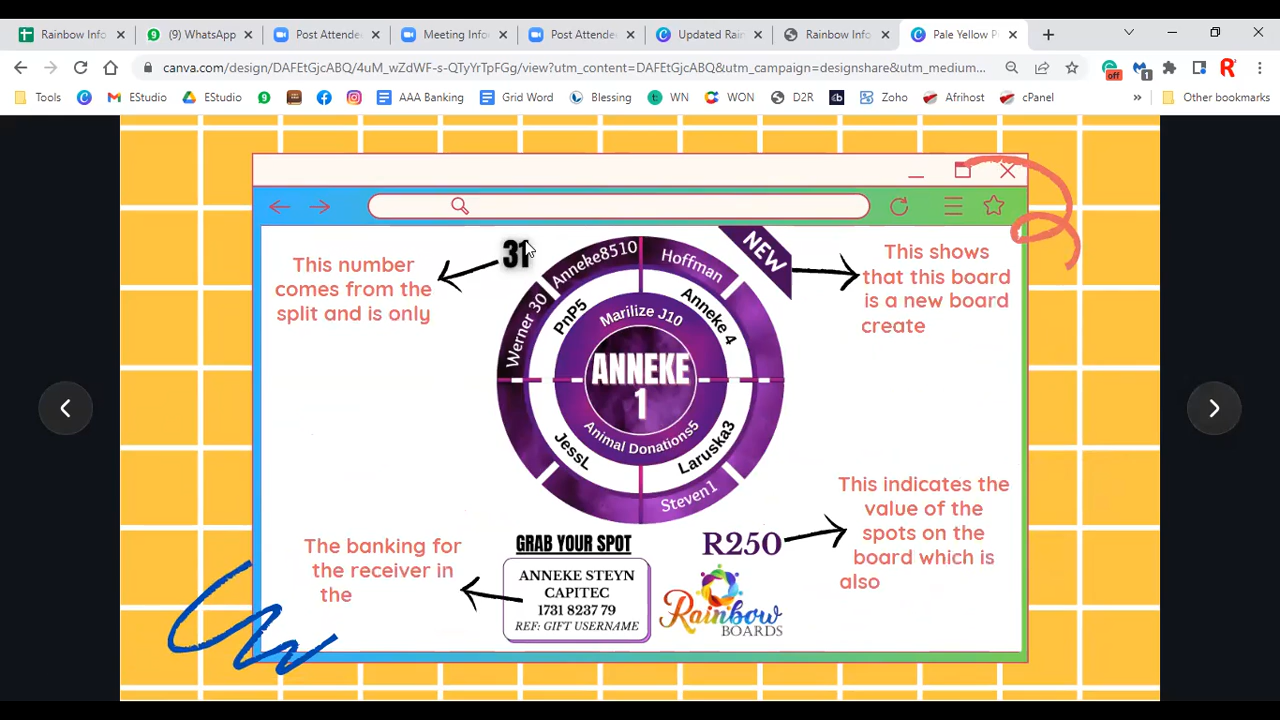 Rainbow Info
(9) WhatsApp
Post Attende
Meeting Info
Post Attende
Updated Rain
Rainbow Info
Pale Yellow P
canva.com/design/DAFEtGjcABQ/4uM_wZdWF-s-QTyYrTpFGg/view?utm_content=DAFEtGjcABQ&utm_campaign=designshare&utm_medium...
off
1
R
Tools
EStudio
EStudio
AAA Banking
Grid Word
Blessing
WN
WON
D2R
Zoho
Afrihost
cPanel
»
Other bookmarks
This number
comes from the
split and is only
31
Anneke8510
Hoffman
NEW
This shows
that this board
is a new board
create
Werner 30
PnP5
Marilize J10
Anneke 4
ANNEKE
1
JessL
Animal Donations5
Laruska3
Steven1
This indicates the
value of the
spots on the
board which is
also
The banking for
the receiver in
the
GRAB YOUR SPOT
R250
ANNEKE STEYN
CAPITEC
1731 8237 79
REF: GIFT USERNAME
Rainbow
BOARDS